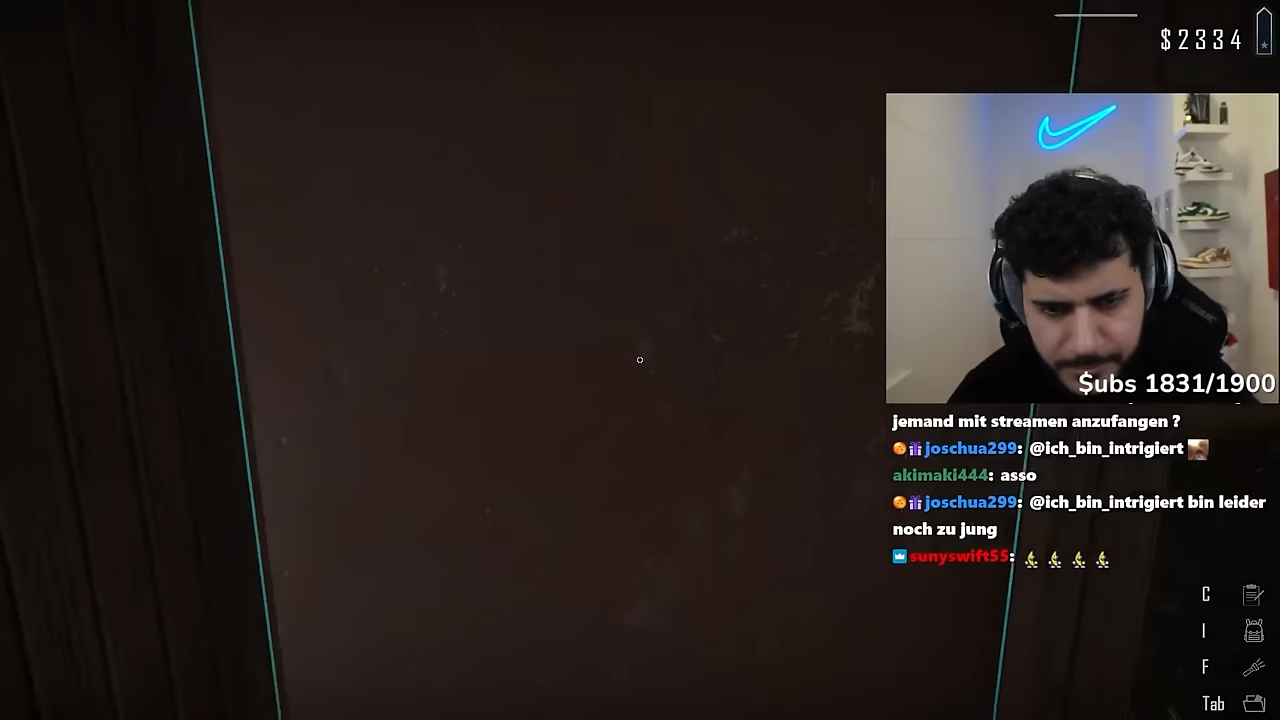 $2334
$ubs 1831/1900
jemand mit streamen anzufangen ?
joschua299: @ich_bin_intrigiert
akimaki444: asso
joschua299: @ich_bin_intrigiert bin leider
noch zu jung
sunyswift55:
C
I
F
Tab